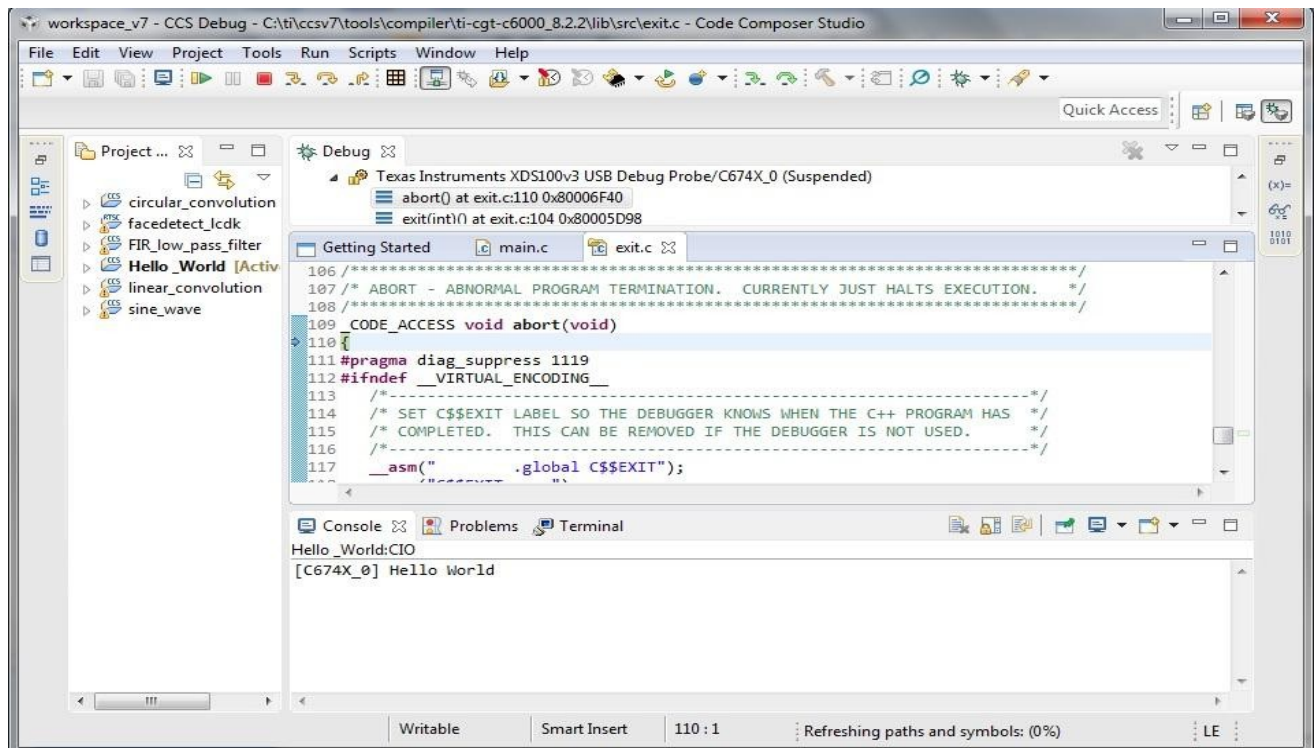 workspace_v7 - CCS Debug - C:\ti\ccsv7\tools\compiler\ti-cgt-c6000_8.2.2\lib\src\exit.c - Code Composer Studio
File Edit View Project Tools Run Scripts Window Help
Quick Access
Project ...
circular_convolution
facedetect_lcdk
FIR_low_pass_filter
Hello _World [Activ
linear_convolution
sine_wave
Debug
Texas Instruments XDS100v3 USB Debug Probe/C674X_0 (Suspended)
abort() at exit.c:110 0x80006F40
exit(int)() at exit.c:104 0x80005D98
Getting Started main.c exit.c
106 /****************************************************************************/
107 /* ABORT - ABNORMAL PROGRAM TERMINATION. CURRENTLY JUST HALTS EXECUTION. */
108 /****************************************************************************/
109 _CODE_ACCESS void abort(void)
110 {
111 #pragma diag_suppress 1119
112 #ifndef __VIRTUAL_ENCODING__
113 /*-------------------------------------------------------------------*/
114 /* SET C$$EXIT LABEL SO THE DEBUGGER KNOWS WHEN THE C++ PROGRAM HAS */
115 /* COMPLETED. THIS CAN BE REMOVED IF THE DEBUGGER IS NOT USED. */
116 /*-------------------------------------------------------------------*/
117 __asm(" .global C$$EXIT");
Console Problems Terminal
Hello _World:CIO
[C674X_0] Hello World
Writable Smart Insert 110 : 1 Refreshing paths and symbols: (0%) LE